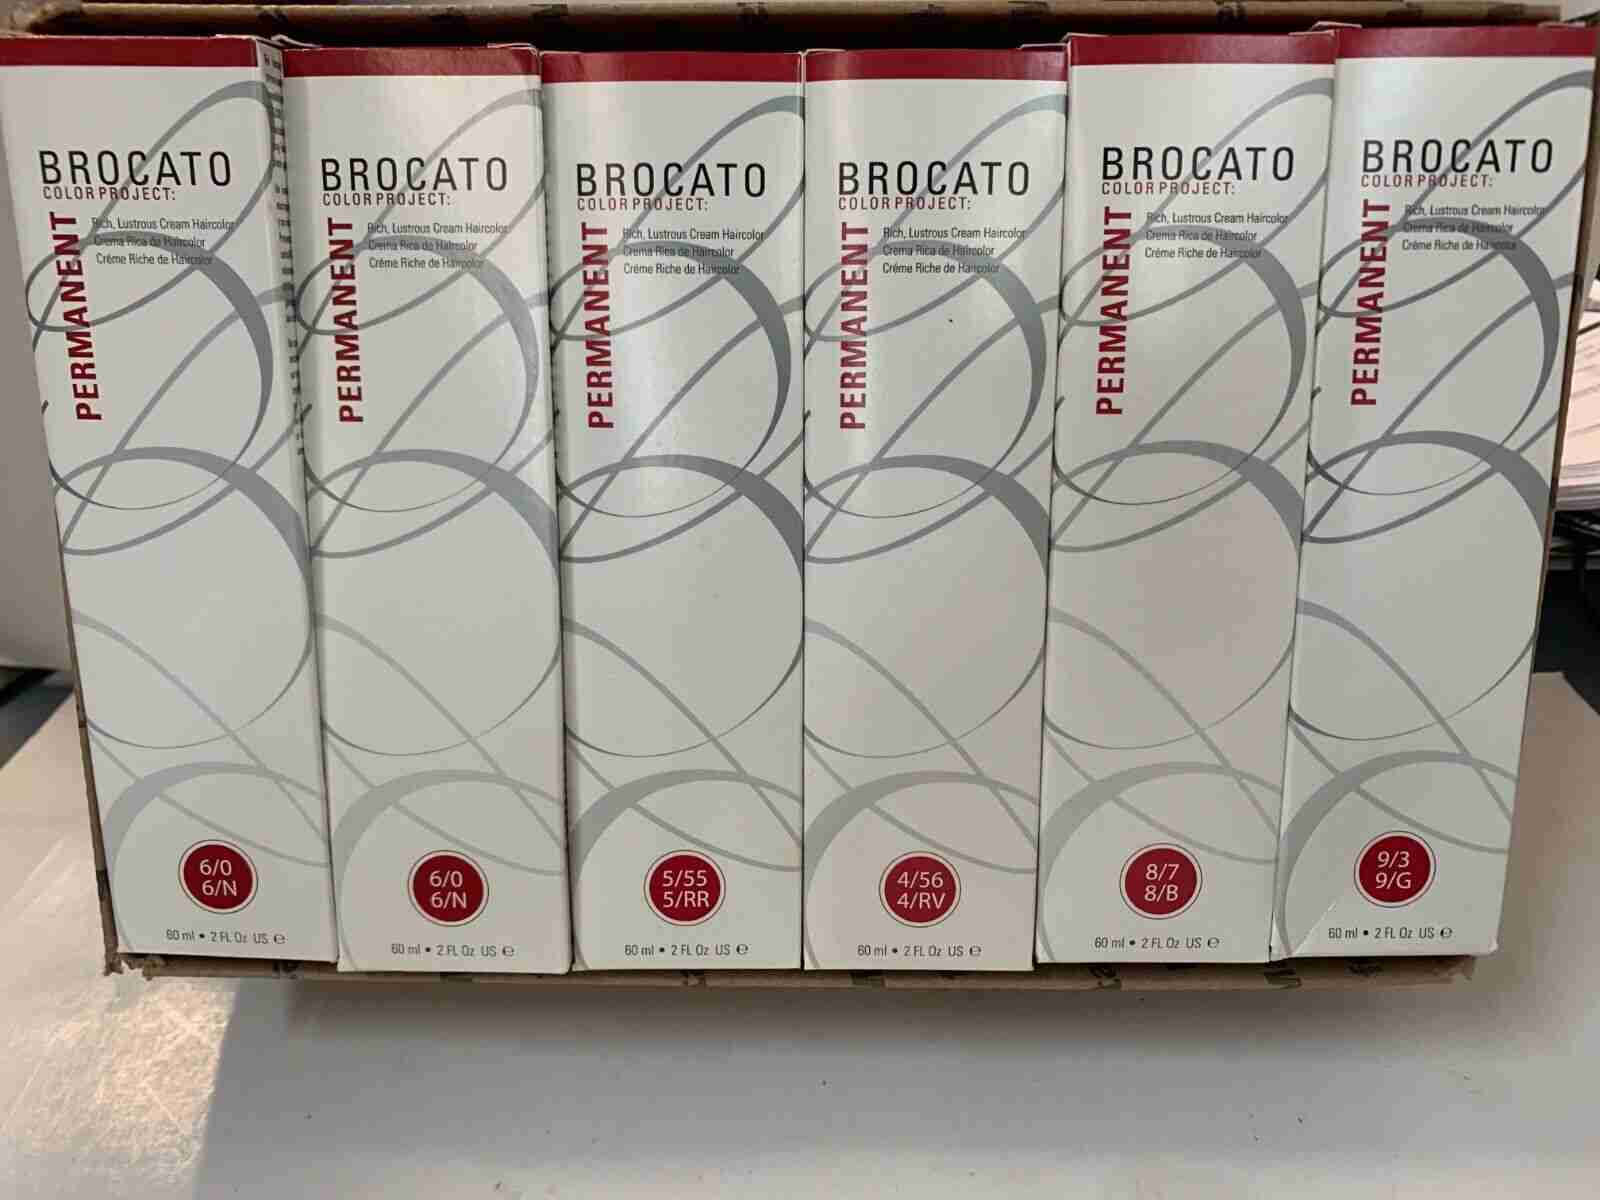 BROCATO
COLOR PROJECT:
PERMANENT
Rich, Lustrous Cream Haircolor
Crema Rica de Haircolor
Créme Riche de Haircolor
6/0
6/N
60 ml • 2 FL Oz US ℮
BROCATO
COLOR PROJECT:
PERMANENT
Rich, Lustrous Cream Haircolor
Crema Rica de Haircolor
Créme Riche de Haircolor
6/0
6/N
60 ml • 2 FL Oz US ℮
BROCATO
COLOR PROJECT:
PERMANENT
Rich, Lustrous Cream Haircolor
Crema Rica de Haircolor
Créme Riche de Haircolor
5/55
5/RR
60 ml • 2 FL Oz US ℮
BROCATO
COLOR PROJECT:
PERMANENT
Rich, Lustrous Cream Haircolor
Crema Rica de Haircolor
Créme Riche de Haircolor
4/56
4/RV
60 ml • 2 FL Oz US ℮
BROCATO
COLOR PROJECT:
PERMANENT
Rich, Lustrous Cream Haircolor
Crema Rica de Haircolor
Créme Riche de Haircolor
8/7
8/B
60 ml • 2 FL Oz US ℮
BROCATO
COLOR PROJECT:
PERMANENT
Rich, Lustrous Cream Haircolor
Crema Rica de Haircolor
Créme Riche de Haircolor
9/3
9/G
60 ml • 2 FL Oz US ℮